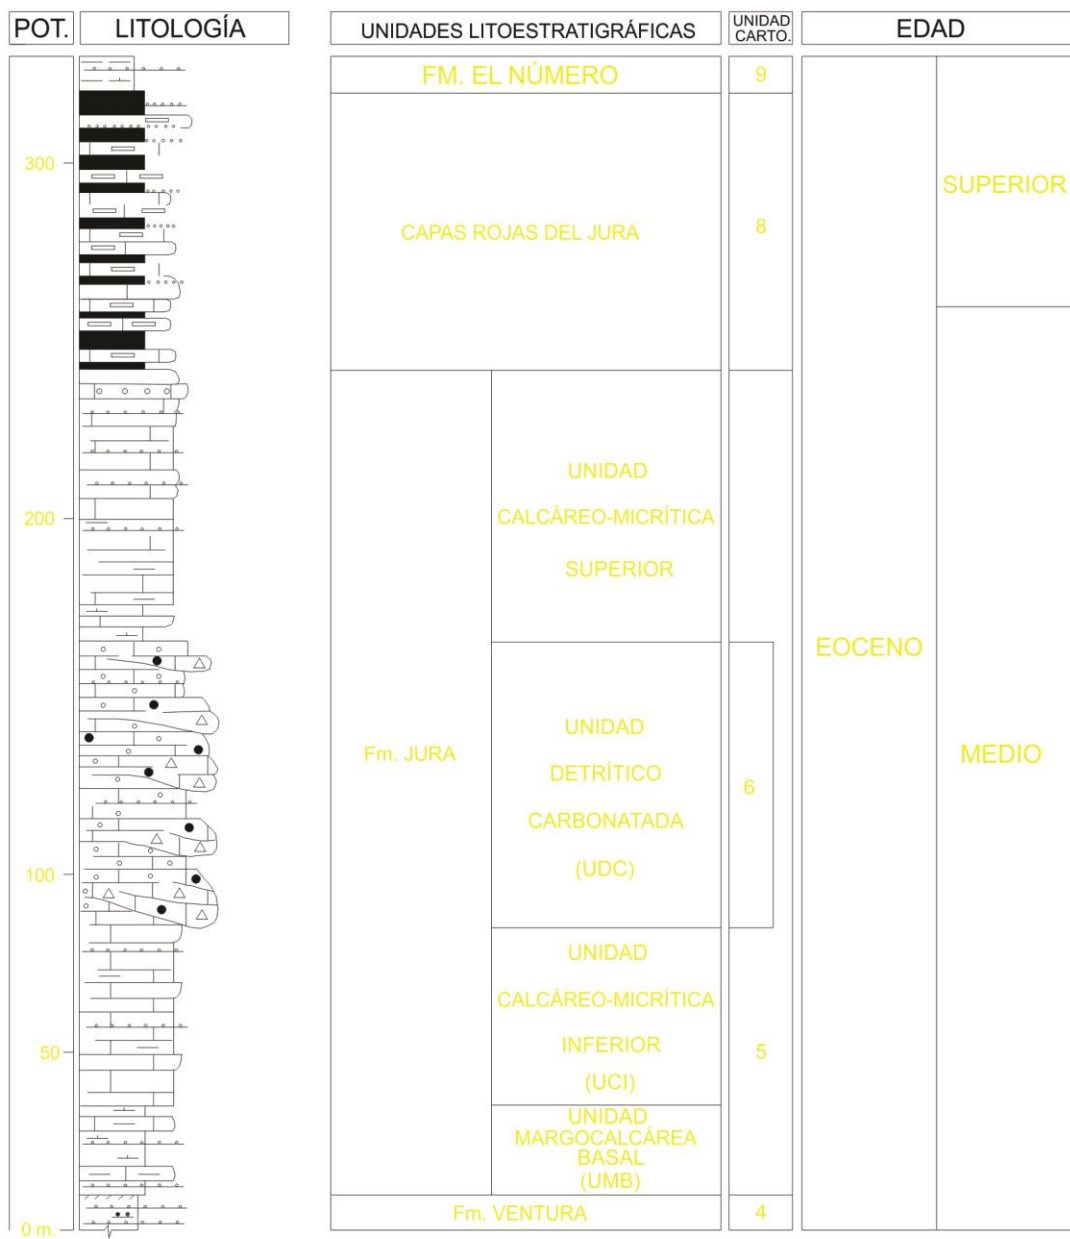 POT.
LITOLOGÍA
UNIDADES LITOESTRATIGRÁFICAS
UNIDAD
CARTO.
EDAD
300
200
100
50
0 m.
FM. EL NÚMERO
CAPAS ROJAS DEL JURA
Fm. JURA
UNIDAD
CALCÁREO-MICRÍTICA
SUPERIOR
UNIDAD
DETRÍTICO
CARBONATADA
(UDC)
UNIDAD
CALCÁREO-MICRÍTICA
INFERIOR
(UCI)
UNIDAD
MARGOCALCÁREA
BASAL
(UMB)
Fm. VENTURA
9
8
6
5
4
EOCENO
SUPERIOR
MEDIO